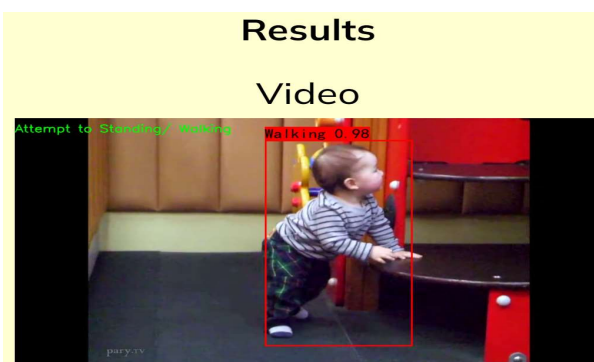 Results
Video
Attempt to Standing/ Walking
Walking 0.98
pary.tv